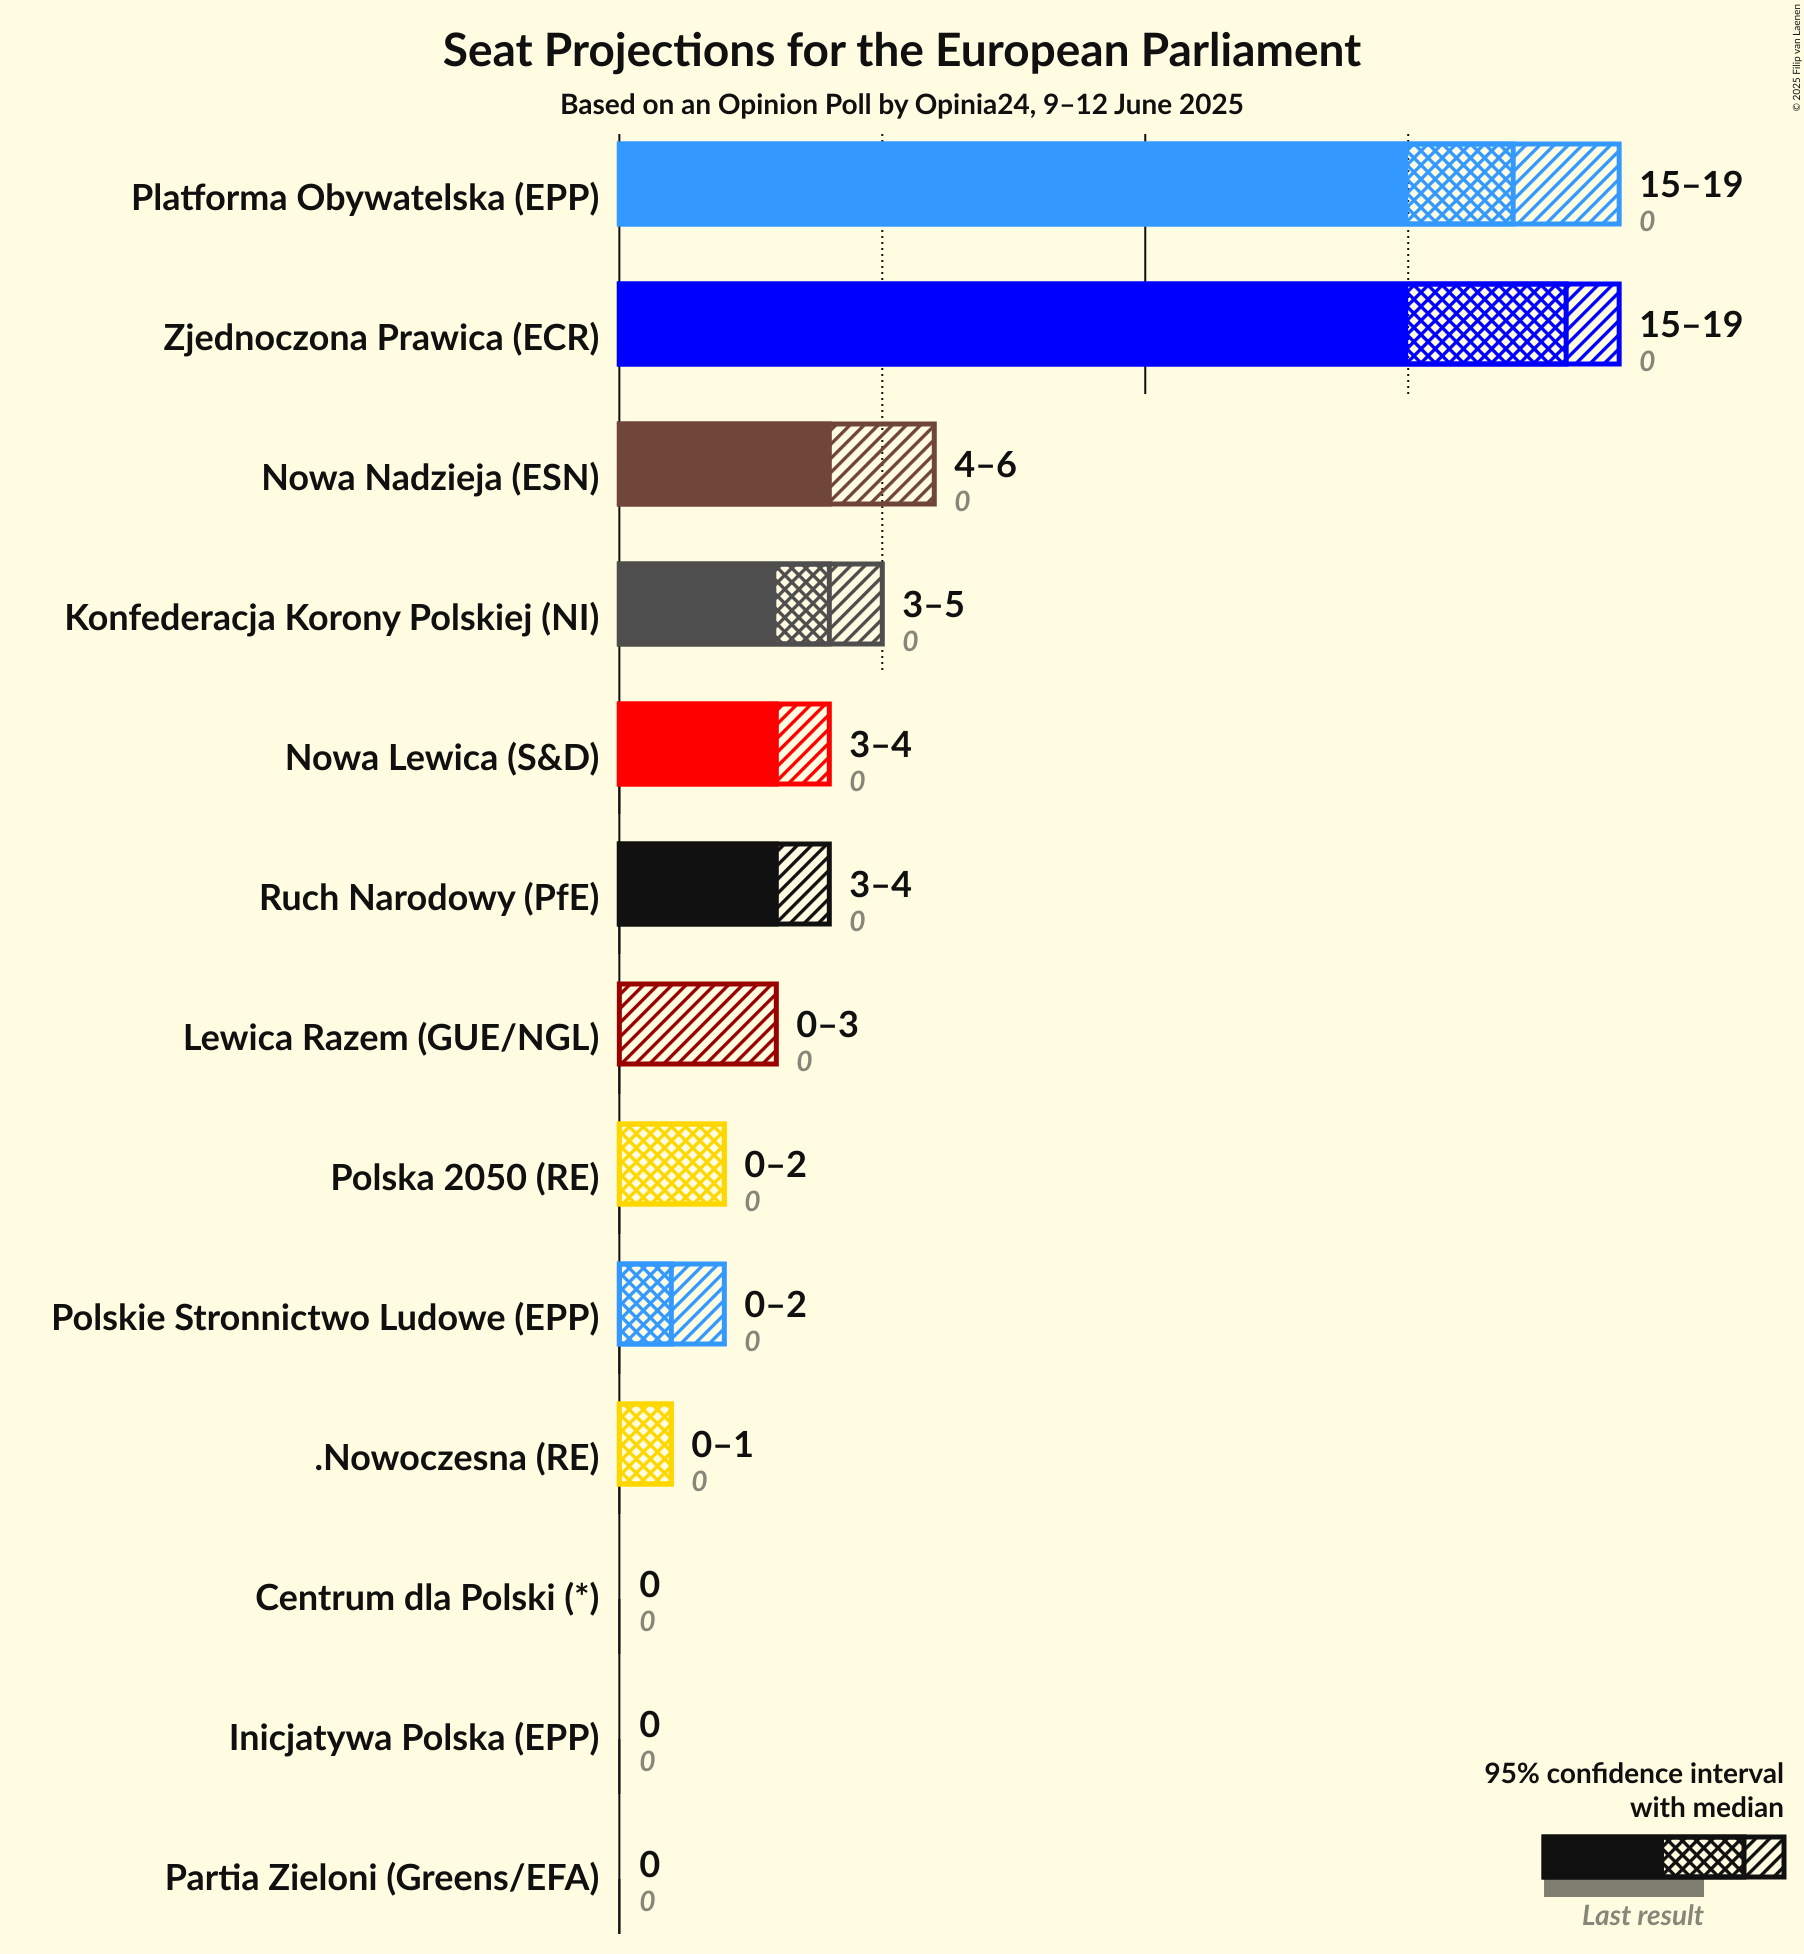 Seat Projections for the European Parliament
Based on an Opinion Poll by Opinia24, 9–12 June 2025
© 2025 Filip van Laenen
Platforma Obywatelska (EPP)
15–19
0
Zjednoczona Prawica (ECR)
15–19
0
Nowa Nadzieja (ESN)
4–6
0
Konfederacja Korony Polskiej (NI)
3–5
0
Nowa Lewica (S&D)
3–4
0
Ruch Narodowy (PfE)
3–4
0
Lewica Razem (GUE/NGL)
0–3
0
Polska 2050 (RE)
0–2
0
Polskie Stronnictwo Ludowe (EPP)
0–2
0
.Nowoczesna (RE)
0–1
0
Centrum dla Polski (*)
0
0
Inicjatywa Polska (EPP)
0
0
Partia Zieloni (Greens/EFA)
0
0
95% confidence interval
with median
Last result